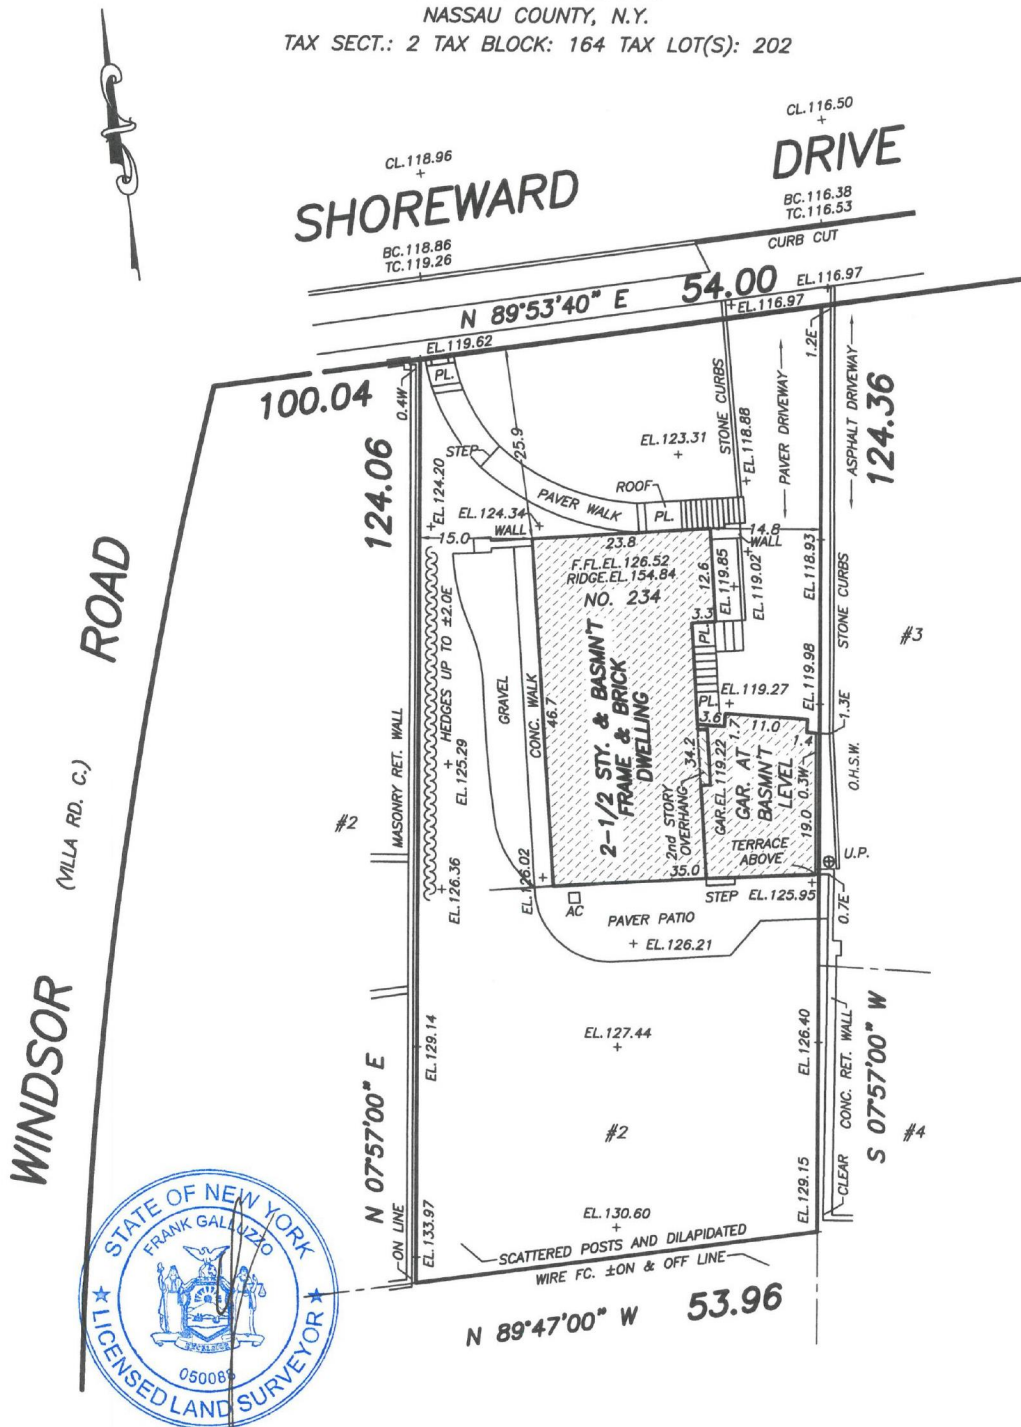 NASSAU COUNTY, N.Y.
TAX SECT.: 2 TAX BLOCK: 164 TAX LOT(S): 202
CL.116.50
DRIVE
CL.118.96
SHOREWARD
BC.116.38
TC.116.53
CURB CUT
BC.118.86
TC.119.26
N 89°53'40" E
54.00
EL.116.97
EL.116.97
EL.119.62
100.04
PL.
0.4W
1.2E
124.06
124.36
25.9
STEP
EL.124.20
EL.123.31
STONE CURBS
EL.118.88
PAVER DRIVEWAY
ASPHALT DRIVEWAY
PAVER WALK
ROOF
PL.
EL.124.34
WALL
15.0
14.8
WALL
23.8
F.FL.EL.126.52
RIDGE.EL.154.84
NO. 234
12.6
EL.119.85
EL.119.02
EL.118.93
STONE CURBS
#3
3.3
PL.
HEDGES UP TO ±2.0E
ROAD
(VILLA RD. C.)
WINDSOR
GRAVEL
CONC. WALK
46.7
2-1/2 STY. & BASMN'T
FRAME & BRICK
DWELLING
PL.
EL.119.27
EL.119.98
1.3E
3.6
1.7
11.0
1.4
34.2
2nd STORY
OVERHANG
GAR.EL.119.22
GAR. AT
BASMN'T
LEVEL
0.3W
19.0
O.H.S.W.
MASONRY RET. WALL
EL.125.29
#2
EL.126.36
EL.126.02
TERRACE
ABOVE
U.P.
35.0
STEP
EL.125.95
0.7E
AC
PAVER PATIO
EL.126.21
EL.127.44
EL.129.14
EL.126.40
CONC. RET. WALL
S 07°57'00" W
N 07°57'00" E
#2
#4
EL.129.15
CLEAR
ON LINE
EL.133.97
EL.130.60
SCATTERED POSTS AND DILAPIDATED
WIRE FC. ±ON & OFF LINE
N 89°47'00" W
53.96
STATE OF NEW YORK
FRANK GALLUZZO
EXCELSIOR
LICENSED LAND SURVEYOR